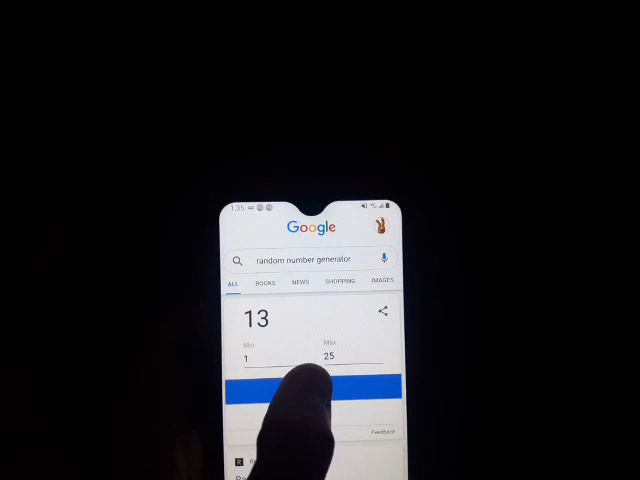 1:35
Google
random number generator
ALL BOOKS NEWS SHOPPING IMAGES
13
Min Max
1 25
Feedback